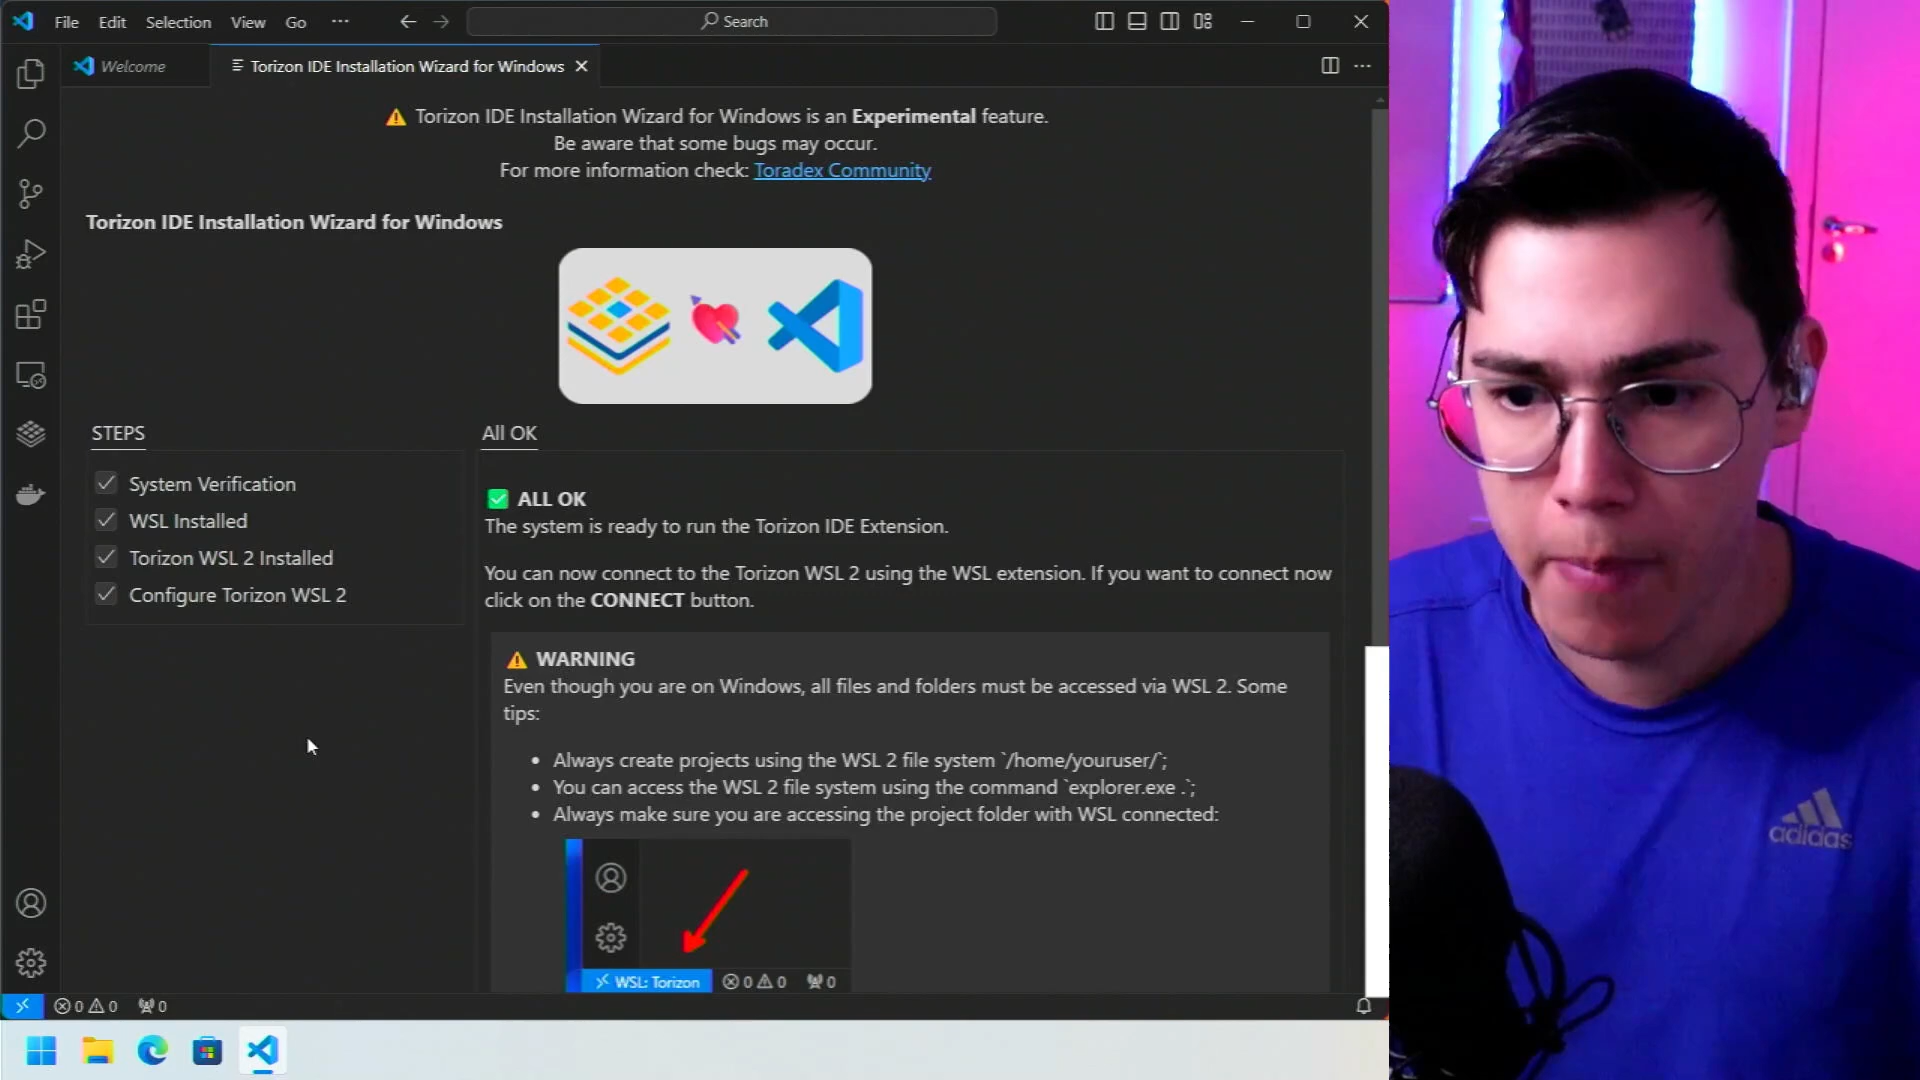 File Edit Selection View Go ··· Search
Welcome Torizon IDE Installation Wizard for Windows
⚠ Torizon IDE Installation Wizard for Windows is an Experimental feature.
Be aware that some bugs may occur.
For more information check: Toradex Community
Torizon IDE Installation Wizard for Windows
STEPS
System Verification
WSL Installed
Torizon WSL 2 Installed
Configure Torizon WSL 2
All OK
✅ ALL OK
The system is ready to run the Torizon IDE Extension.
You can now connect to the Torizon WSL 2 using the WSL extension. If you want to connect now
click on the CONNECT button.
⚠ WARNING
Even though you are on Windows, all files and folders must be accessed via WSL 2. Some
tips:
• Always create projects using the WSL 2 file system `/home/youruser/`;
• You can access the WSL 2 file system using the command `explorer.exe .`;
• Always make sure you are accessing the project folder with WSL connected:
WSL: Torizon 0 0 0
0 0 0
adidas